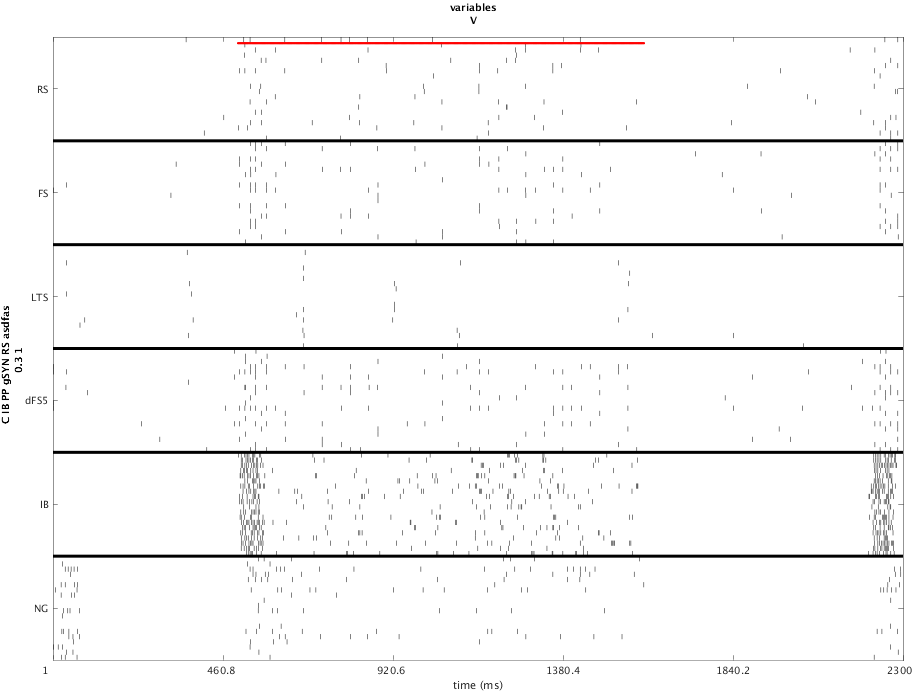 variables
V
C IB PP gSYN RS asdfas
0.3 1
RS
FS
LTS
dFS5
IB
NG
1
460.8
920.6
1380.4
1840.2
2300
time (ms)